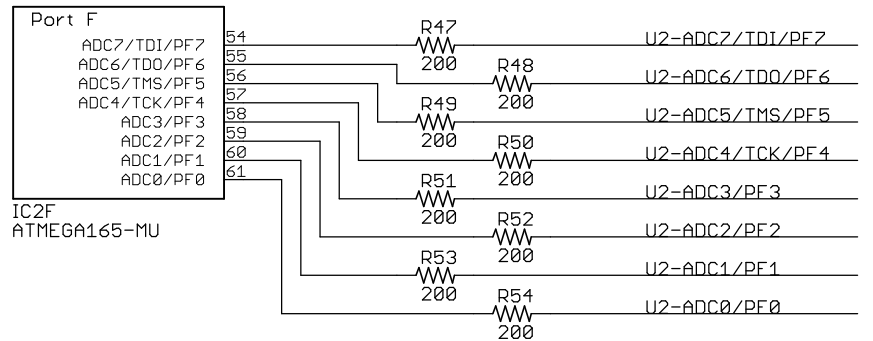 Port F
ADC7/TDI/PF7 54 R47 200 U2-ADC7/TDI/PF7
ADC6/TDO/PF6 55 R48 200 U2-ADC6/TDO/PF6
ADC5/TMS/PF5 56 R49 200 U2-ADC5/TMS/PF5
ADC4/TCK/PF4 57 R50 200 U2-ADC4/TCK/PF4
ADC3/PF3 58 R51 200 U2-ADC3/PF3
ADC2/PF2 59 R52 200 U2-ADC2/PF2
ADC1/PF1 60 R53 200 U2-ADC1/PF1
ADC0/PF0 61 R54 200 U2-ADC0/PF0
IC2F
ATMEGA165-MU